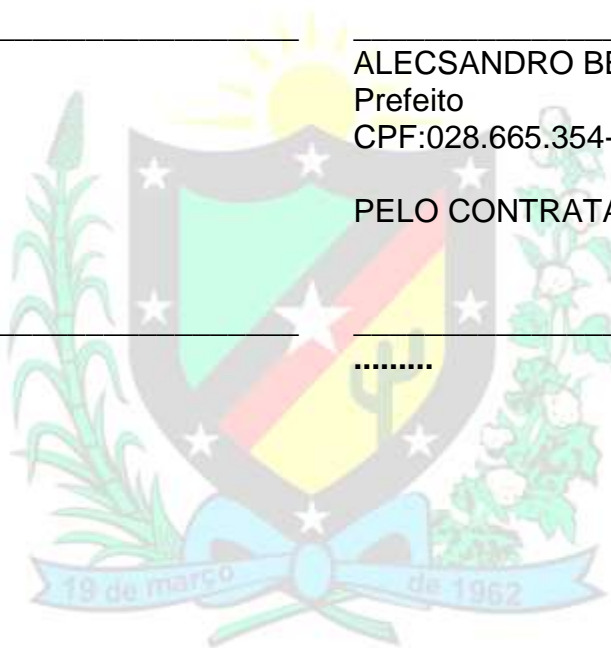 ALECSANDRO BE
Prefeito
CPF:028.665.354-
PELO CONTRATA
.........
19 de março de 1962